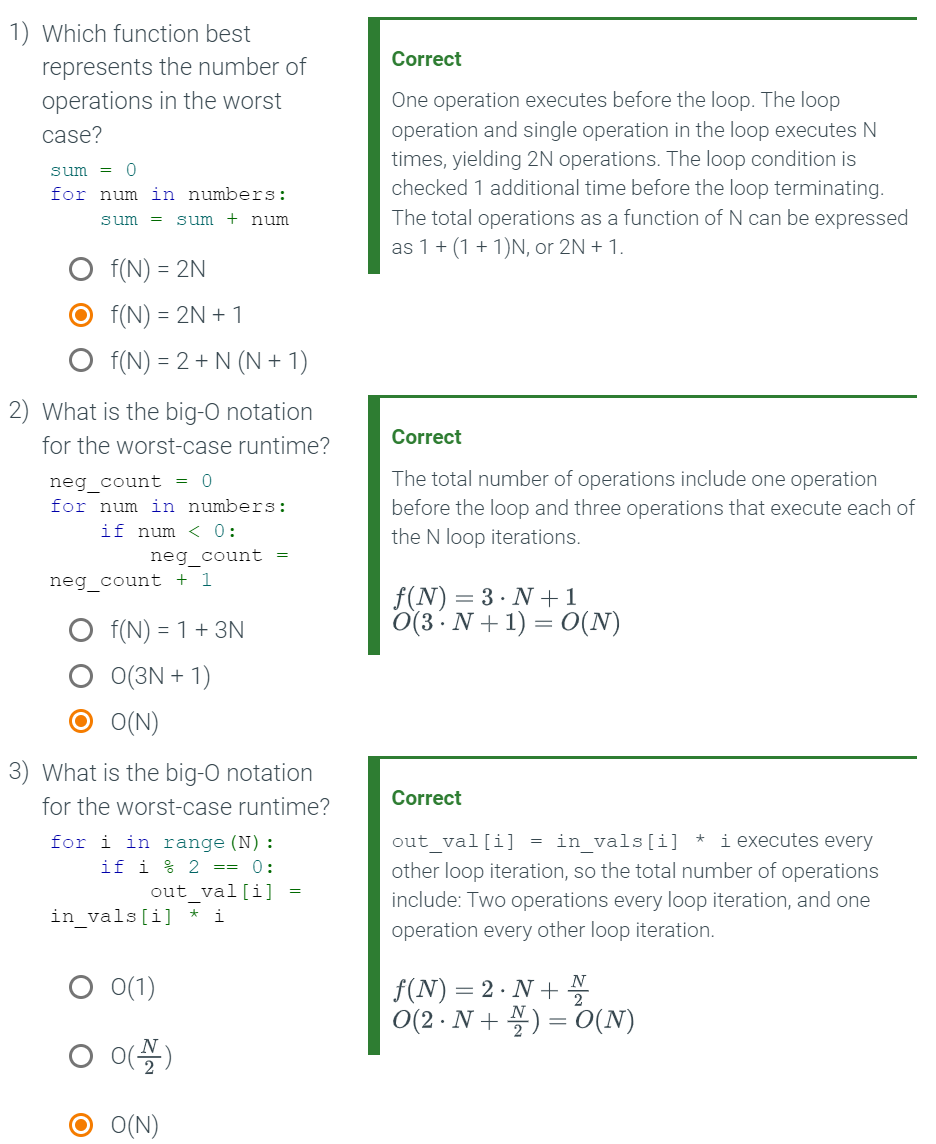 1) Which function best
represents the number of
operations in the worst
case?
sum = 0
for num in numbers:
    sum = sum + num
f(N) = 2N
f(N) = 2N + 1
f(N) = 2 + N (N + 1)
Correct
One operation executes before the loop. The loop
operation and single operation in the loop executes N
times, yielding 2N operations. The loop condition is
checked 1 additional time before the loop terminating.
The total operations as a function of N can be expressed
as 1 + (1 + 1)N, or 2N + 1.
2) What is the big-O notation
for the worst-case runtime?
neg_count = 0
for num in numbers:
    if num < 0:
        neg_count =
neg_count + 1
f(N) = 1 + 3N
O(3N + 1)
O(N)
Correct
The total number of operations include one operation
before the loop and three operations that execute each of
the N loop iterations.
f(N) = 3 · N + 1
O(3 · N + 1) = O(N)
3) What is the big-O notation
for the worst-case runtime?
for i in range(N):
    if i % 2 == 0:
        out_val[i] =
in_vals[i] * i
O(1)
O(N/2)
O(N)
Correct
out_val[i] = in_vals[i] * i executes every
other loop iteration, so the total number of operations
include: Two operations every loop iteration, and one
operation every other loop iteration.
f(N) = 2 · N + N/2
O(2 · N + N/2) = O(N)